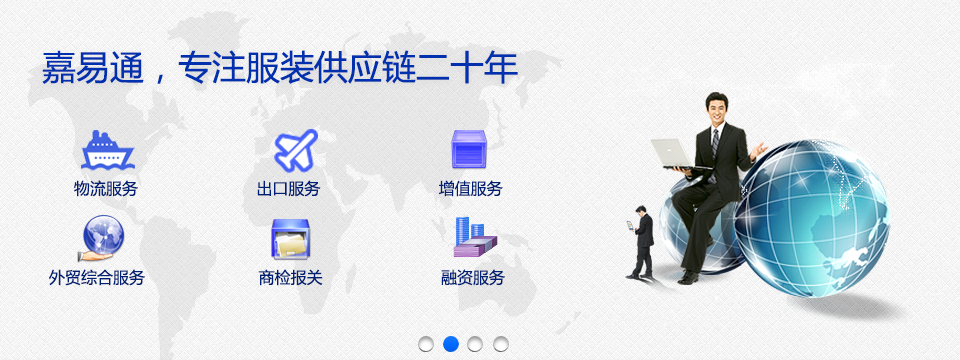 嘉易通，专注服装供应链二十年
物流服务
出口服务
增值服务
外贸综合服务
商检报关
融资服务